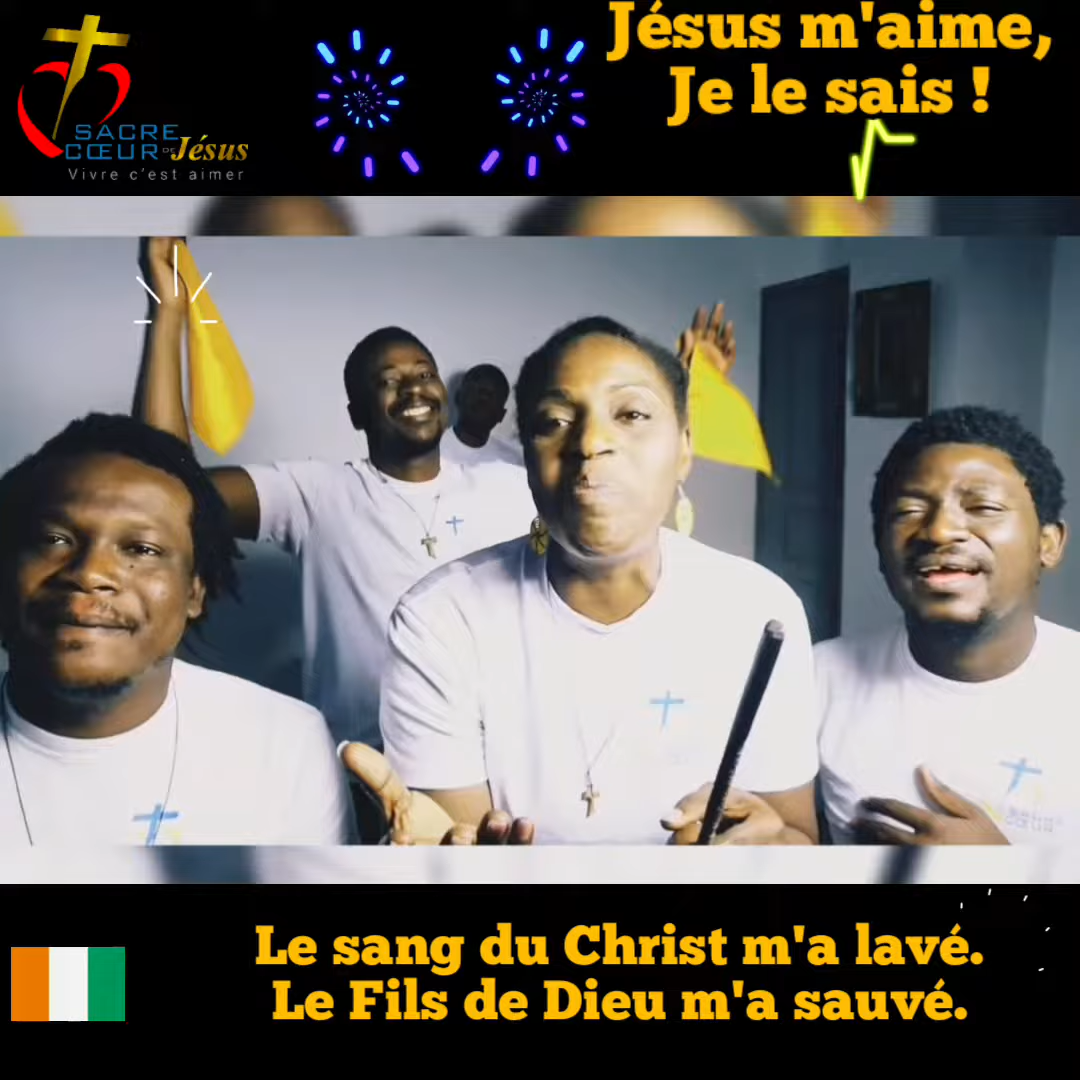 Jésus m'aime,
Je le sais !
SACRE
CŒUR DE Jésus
Vivre c'est aimer
Le sang du Christ m'a lavé.
Le Fils de Dieu m'a sauvé.